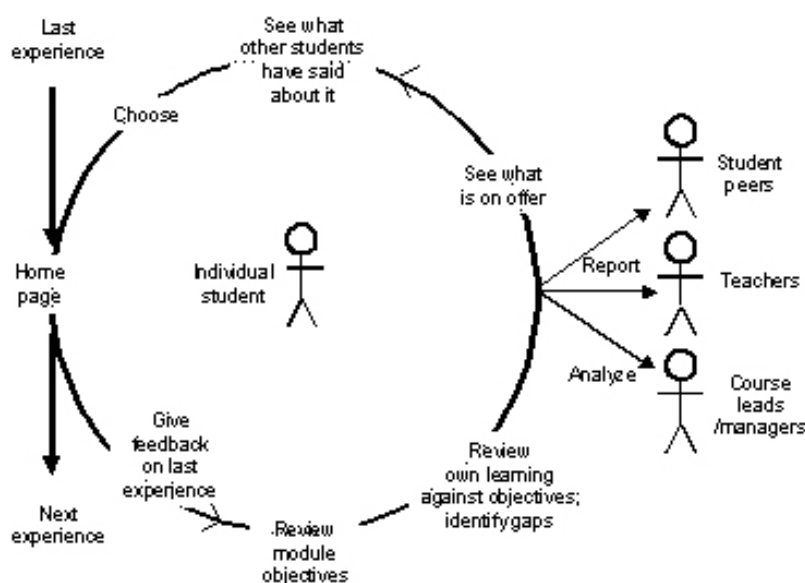 Last
experience
See what
other students
have said
about it
Choose
See what
is on offer
Student
peers
Home
page
Individual
student
Report
Teachers
Analyze
Course
leads
/managers
Give
feedback
on last
experience
Review
own learning
against objectives;
identify gaps
Next
experience
Review
module
objectives